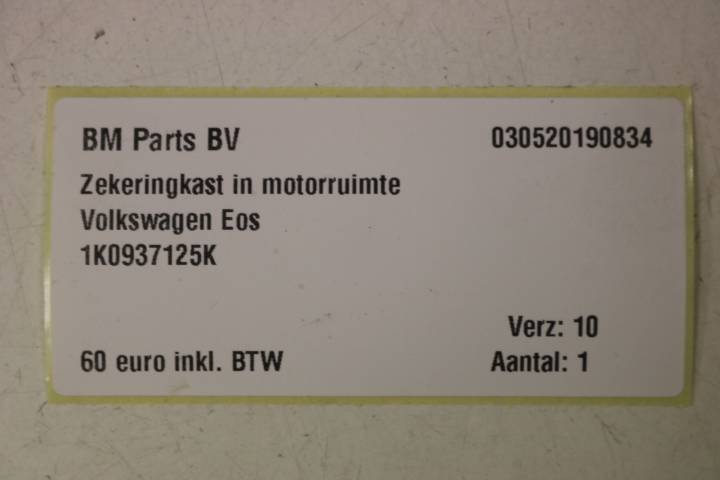 BM Parts BV 030520190834
Zekeringkast in motorruimte
Volkswagen Eos
1K0937125K
Verz: 10
60 euro inkl. BTW Aantal: 1